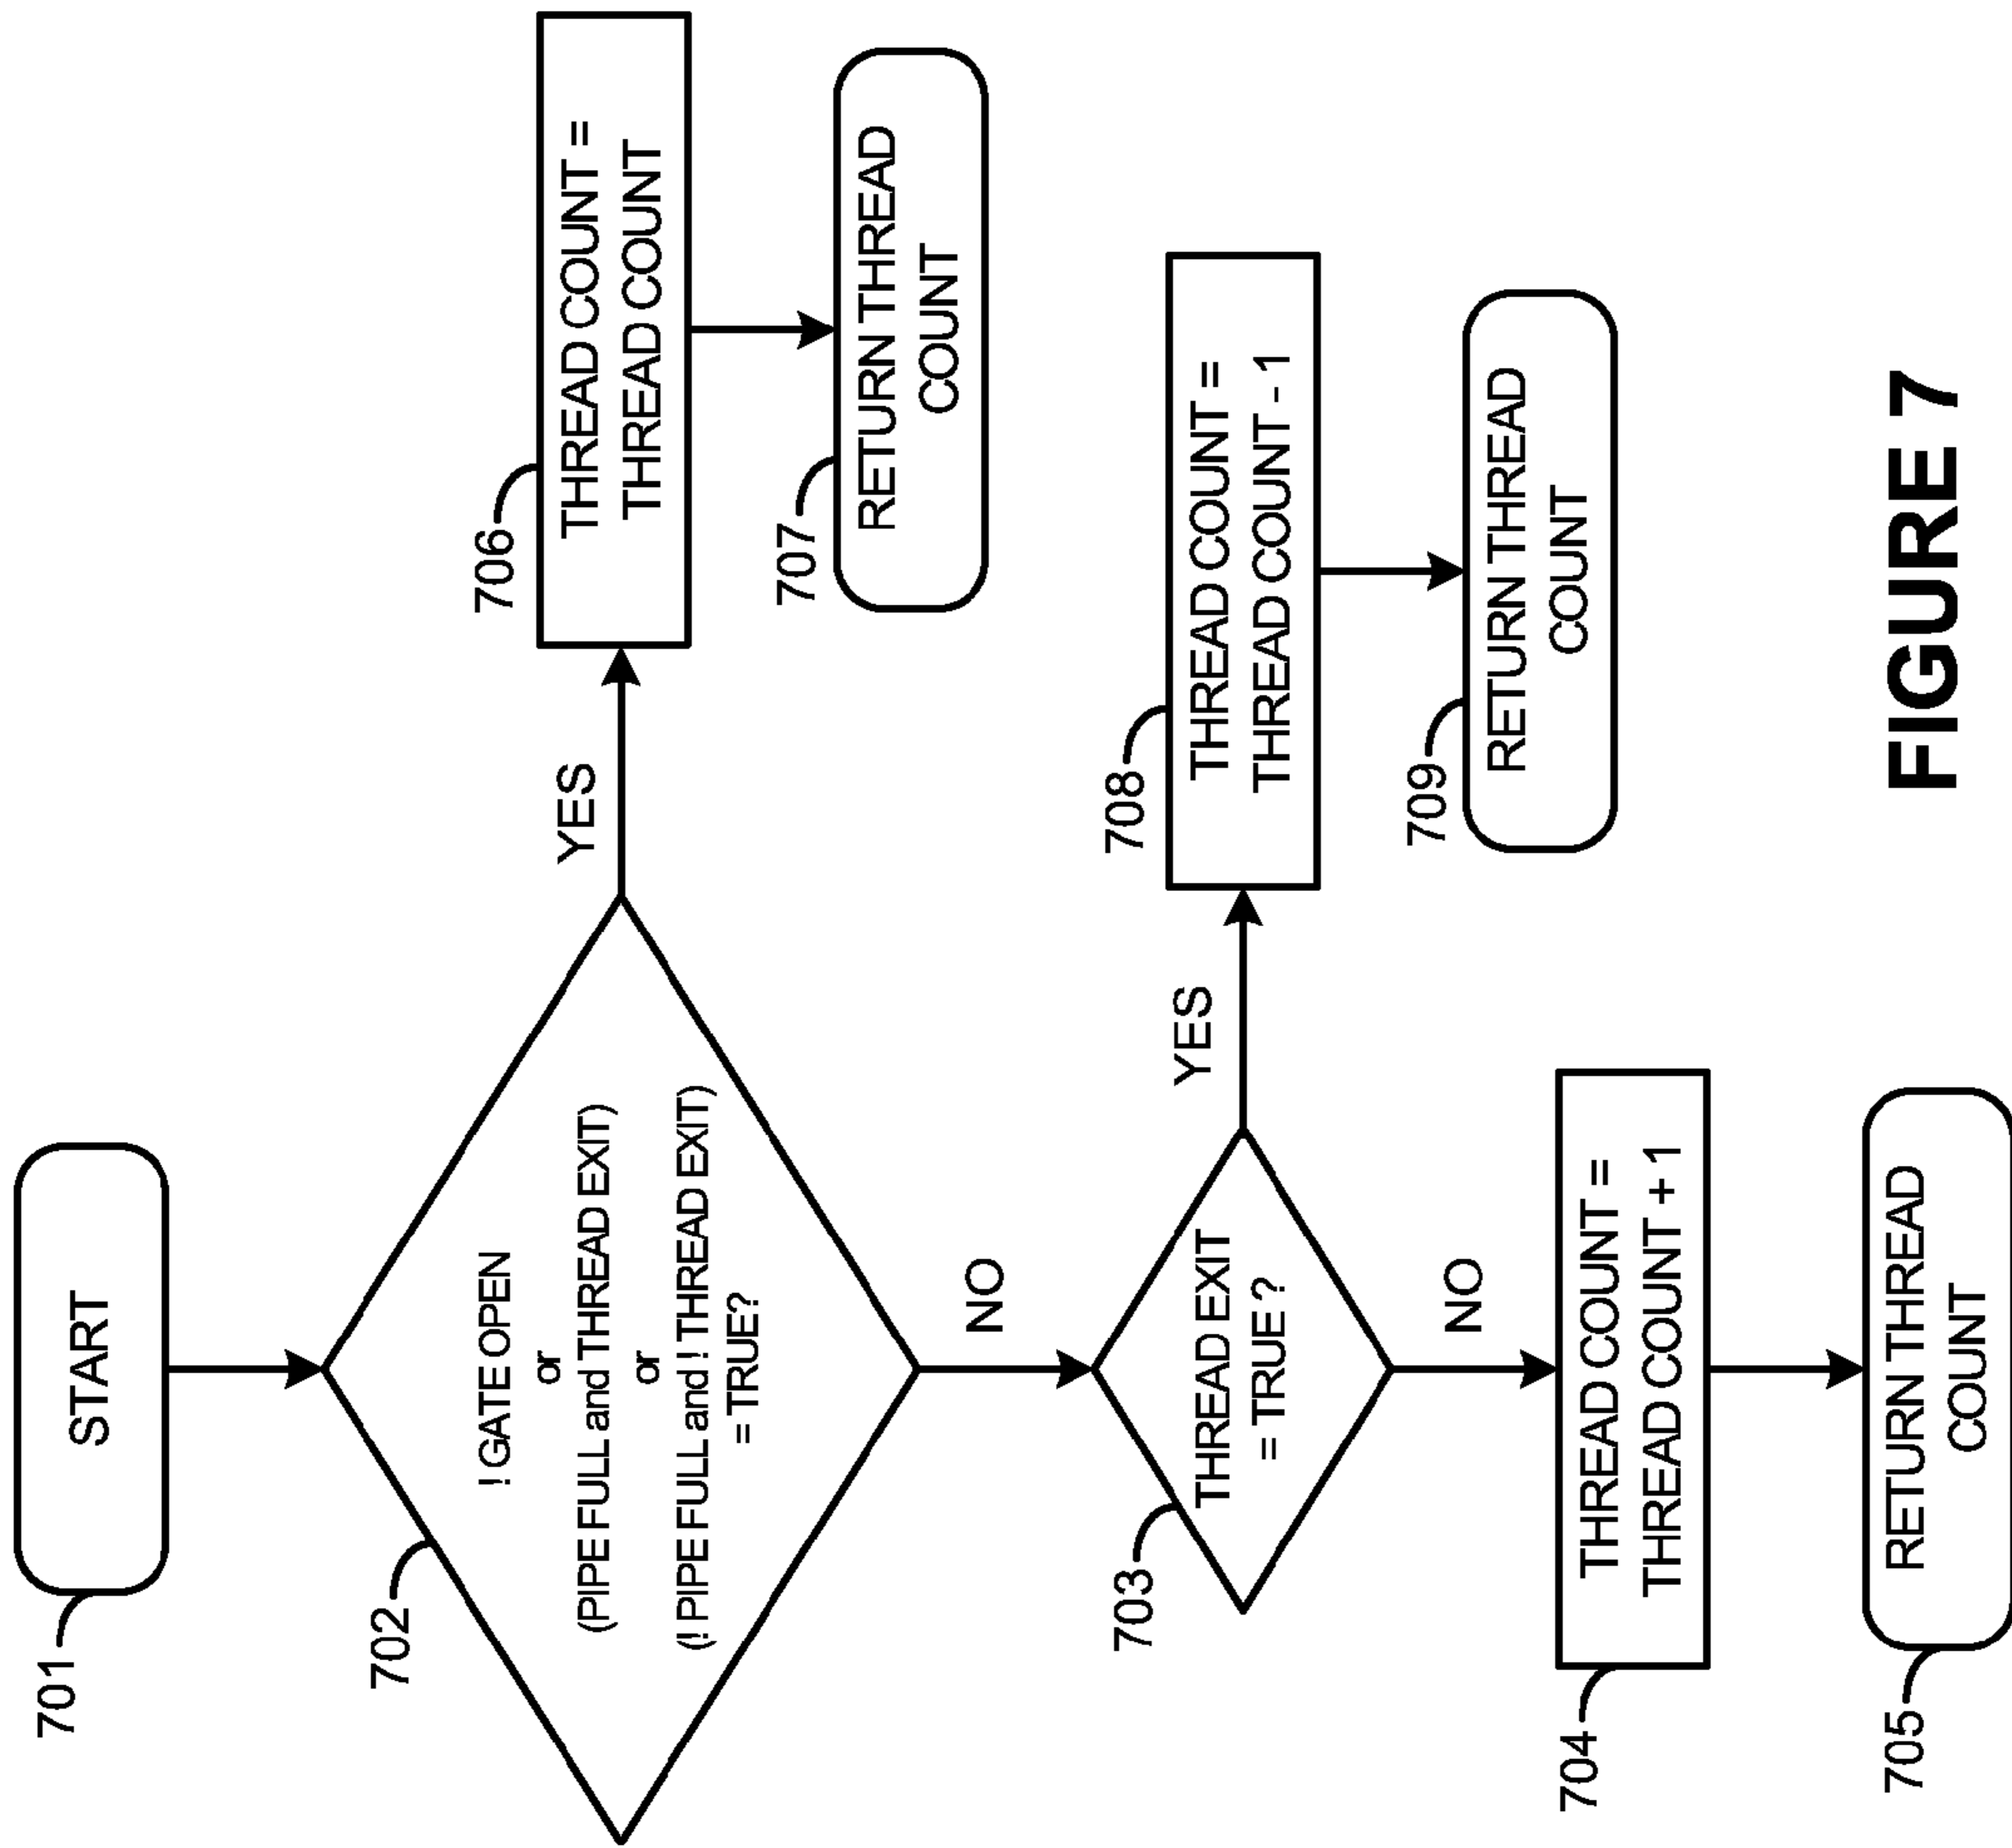 701
START
702
! GATE OPEN
or
(PIPE FULL and THREAD EXIT)
or
(! PIPE FULL and ! THREAD EXIT)
= TRUE?
YES
706
THREAD COUNT =
THREAD COUNT
707
RETURN THREAD
COUNT
NO
703
THREAD EXIT
= TRUE ?
YES
708
THREAD COUNT =
THREAD COUNT - 1
709
RETURN THREAD
COUNT
NO
704
THREAD COUNT =
THREAD COUNT + 1
705
RETURN THREAD
COUNT
FIGURE 7